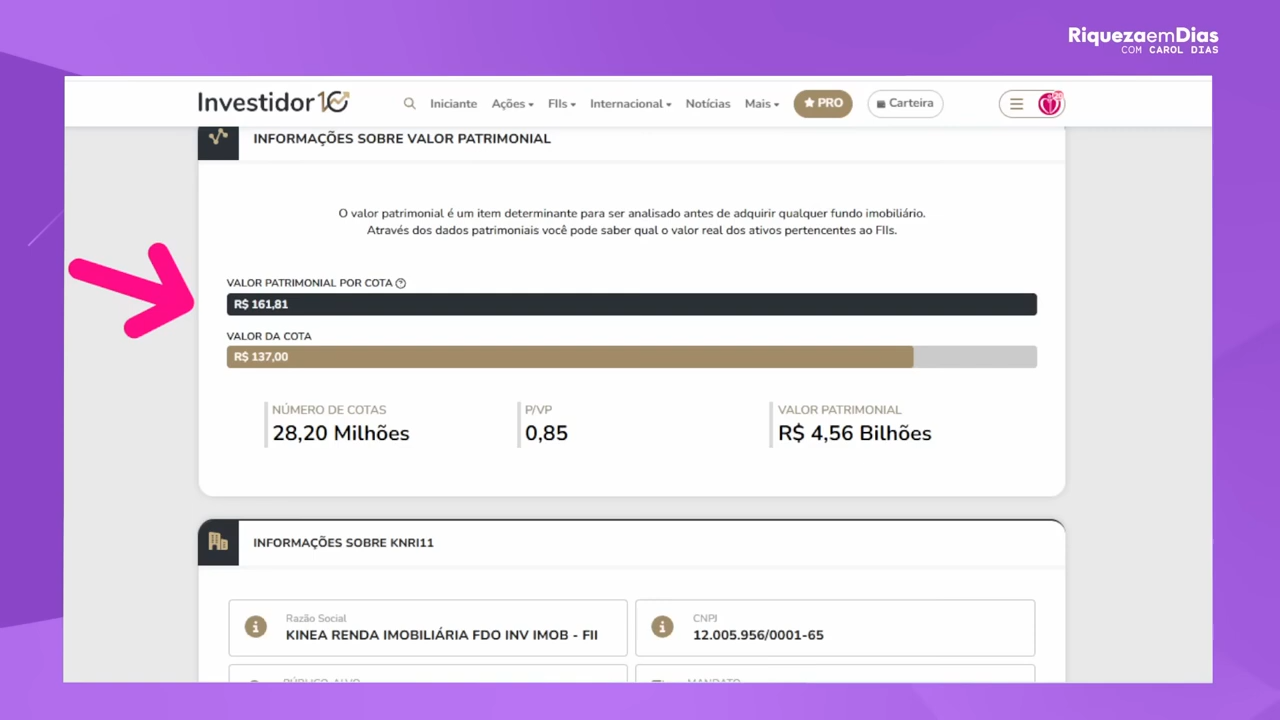 RiquezaemDias
COM CAROL DIAS
Investidor10
Iniciante
Ações
FIIs
Internacional
Notícias
Mais
PRO
Carteira
INFORMAÇÕES SOBRE VALOR PATRIMONIAL
O valor patrimonial é um item determinante para ser analisado antes de adquirir qualquer fundo imobiliário.
Através dos dados patrimoniais você pode saber qual o valor real dos ativos pertencentes ao FIIs.
VALOR PATRIMONIAL POR COTA
R$ 161,81
VALOR DA COTA
R$ 137,00
NÚMERO DE COTAS
28,20 Milhões
P/VP
0,85
VALOR PATRIMONIAL
R$ 4,56 Bilhões
INFORMAÇÕES SOBRE KNRI11
Razão Social
KINEA RENDA IMOBILIÁRIA FDO INV IMOB - FII
CNPJ
12.005.956/0001-65
PÚBLICO-ALVO
MANDATO